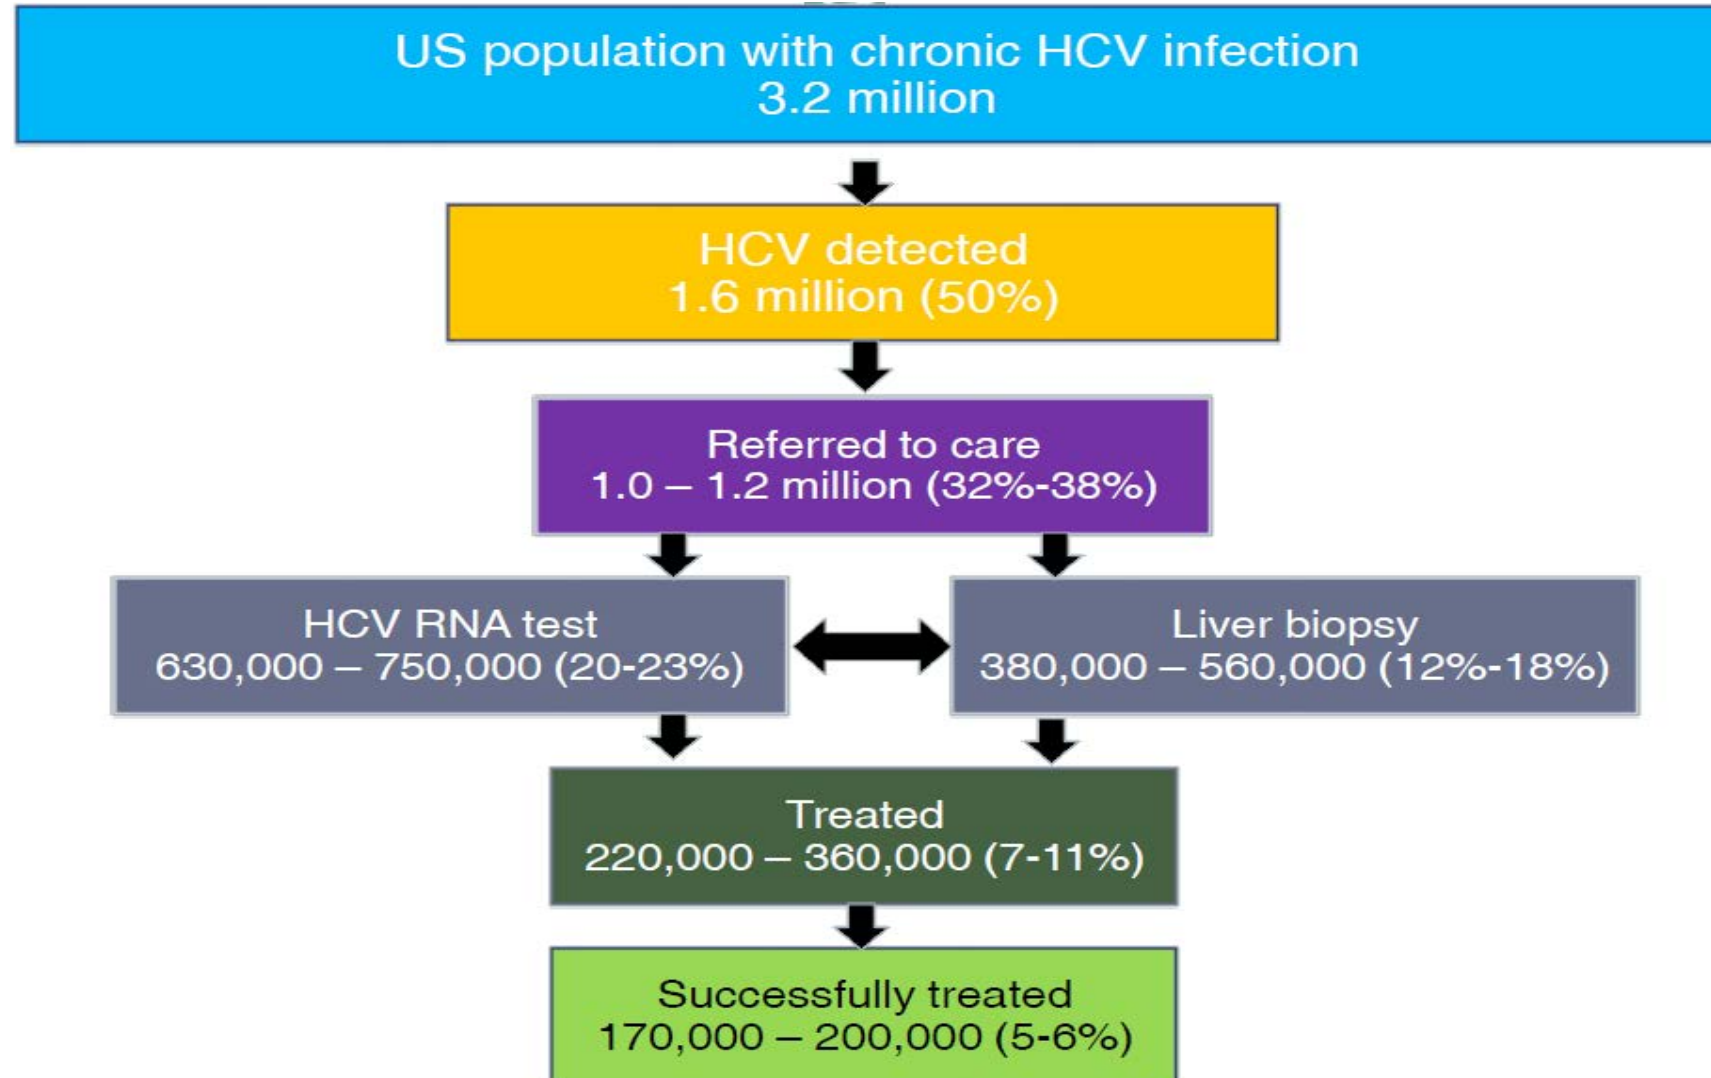 US population with chronic HCV infection
3.2 million
HCV detected
1.6 million (50%)
Referred to care
1.0 – 1.2 million (32%-38%)
HCV RNA test
630,000 – 750,000 (20-23%)
Liver biopsy
380,000 – 560,000 (12%-18%)
Treated
220,000 – 360,000 (7-11%)
Successfully treated
170,000 – 200,000 (5-6%)